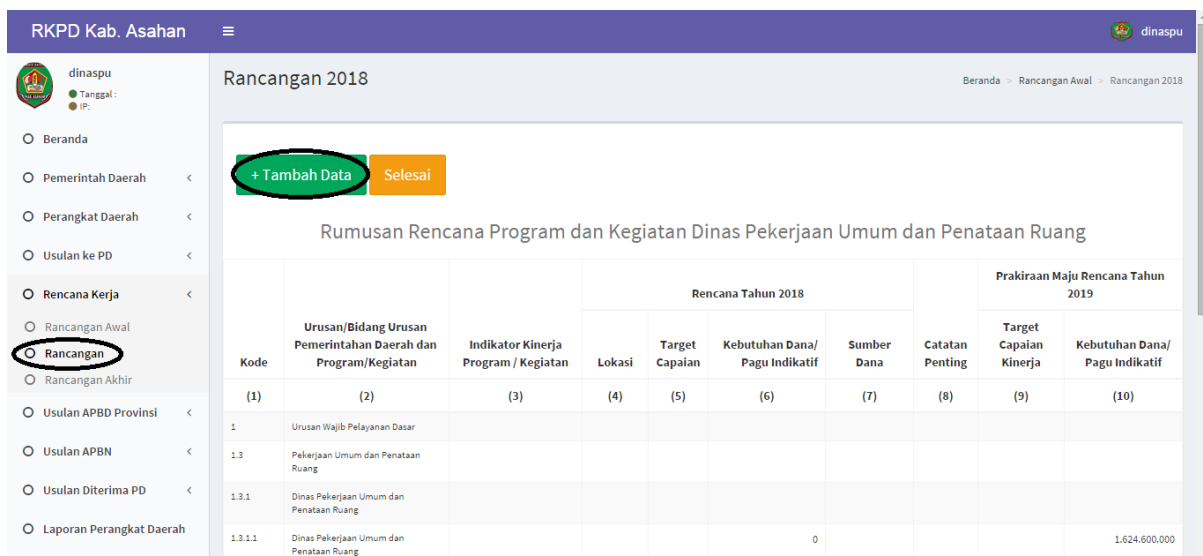 RKPD Kab. Asahan
dinaspu
dinaspu
Tanggal :
IP:
Beranda
Pemerintah Daerah
Perangkat Daerah
Usulan ke PD
Rencana Kerja
Rancangan Awal
Rancangan
Rancangan Akhir
Usulan APBD Provinsi
Usulan APBN
Usulan Diterima PD
Laporan Perangkat Daerah
Rancangan 2018
Beranda > Rancangan Awal > Rancangan 2018
+ Tambah Data
Selesai
Rumusan Rencana Program dan Kegiatan Dinas Pekerjaan Umum dan Penataan Ruang
Kode
Urusan/Bidang Urusan
Pemerintahan Daerah dan
Program/Kegiatan
Indikator Kinerja
Program / Kegiatan
Rencana Tahun 2018
Lokasi
Target
Capaian
Kebutuhan Dana/
Pagu Indikatif
Sumber
Dana
Catatan
Penting
Prakiraan Maju Rencana Tahun
2019
Target
Capaian
Kinerja
Kebutuhan Dana/
Pagu Indikatif
(1) (2) (3) (4) (5) (6) (7) (8) (9) (10)
1 Urusan Wajib Pelayanan Dasar
1.3 Pekerjaan Umum dan Penataan
Ruang
1.3.1 Dinas Pekerjaan Umum dan
Penataan Ruang
1.3.1.1 Dinas Pekerjaan Umum dan 0 1.624.600.000
Penataan Ruang